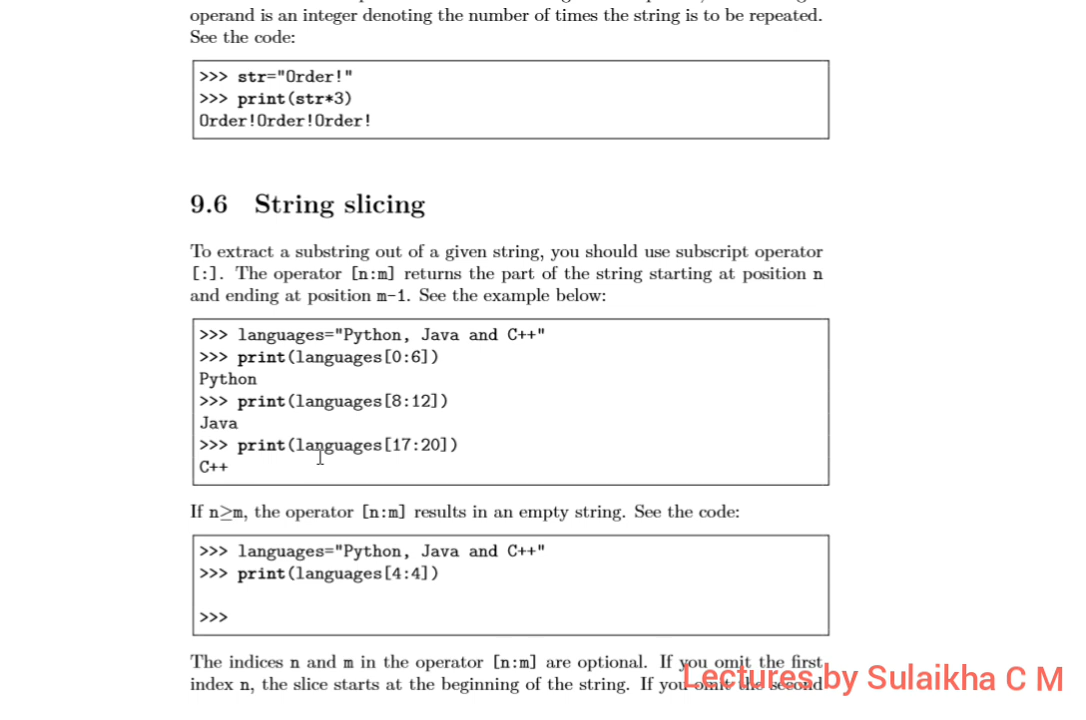 operand is an integer denoting the number of times the string is to be repeated.
See the code:
>>> str="Order!"
>>> print(str*3)
Order!Order!Order!
9.6 String slicing
To extract a substring out of a given string, you should use subscript operator
[:]. The operator [n:m] returns the part of the string starting at position n
and ending at position m-1. See the example below:
>>> languages="Python, Java and C++"
>>> print(languages[0:6])
Python
>>> print(languages[8:12])
Java
>>> print(languages[17:20])
C++
If n≥m, the operator [n:m] results in an empty string. See the code:
>>> languages="Python, Java and C++"
>>> print(languages[4:4])
>>>
The indices n and m in the operator [n:m] are optional. If you omit the first
index n, the slice starts at the beginning of the string. If you omit the second
Lectures by Sulaikha C M